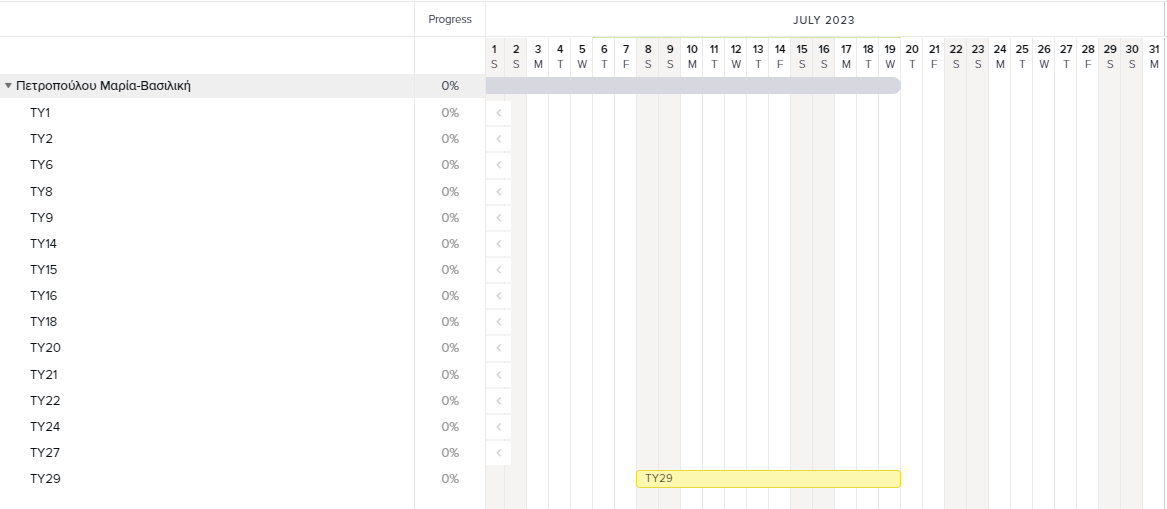 Progress
JULY 2023
1 2 3 4 5 6 7 8 9 10 11 12 13 14 15 16 17 18 19 20 21 22 23 24 25 26 27 28 29 30 31
S S M T W T F S S M T W T F S S M T W T F S S M T W T F S S M
Πετροπούλου Μαρία-Βασιλική 0%
TY1 0%
TY2 0%
TY6 0%
TY8 0%
TY9 0%
TY14 0%
TY15 0%
TY16 0%
TY18 0%
TY20 0%
TY21 0%
TY22 0%
TY24 0%
TY27 0%
TY29 0% TY29